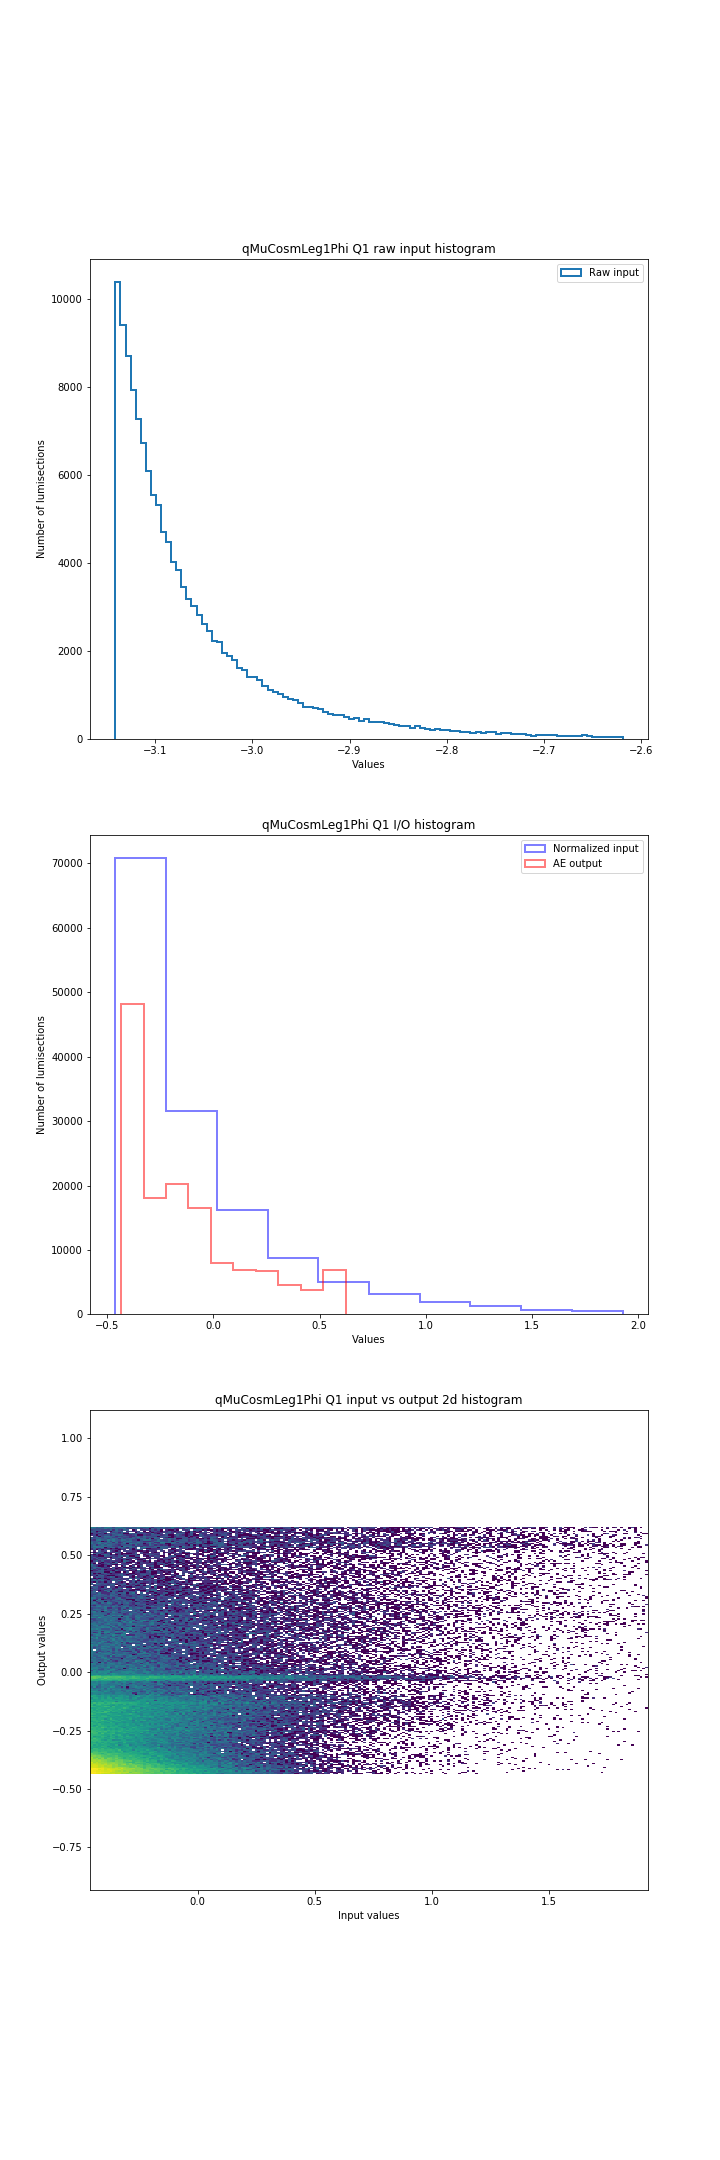 qMuCosmLeg1Phi Q1 raw input histogram
Raw input
10000
8000
6000
4000
2000
0
Number of lumisections
−3.1 −3.0 −2.9 −2.8 −2.7 −2.6
Values
qMuCosmLeg1Phi Q1 I/O histogram
Normalized input
AE output
70000
60000
50000
40000
30000
20000
10000
0
Number of lumisections
−0.5 0.0 0.5 1.0 1.5 2.0
Values
qMuCosmLeg1Phi Q1 input vs output 2d histogram
1.00
0.75
0.50
0.25
0.00
−0.25
−0.50
−0.75
Output values
0.0 0.5 1.0 1.5
Input values